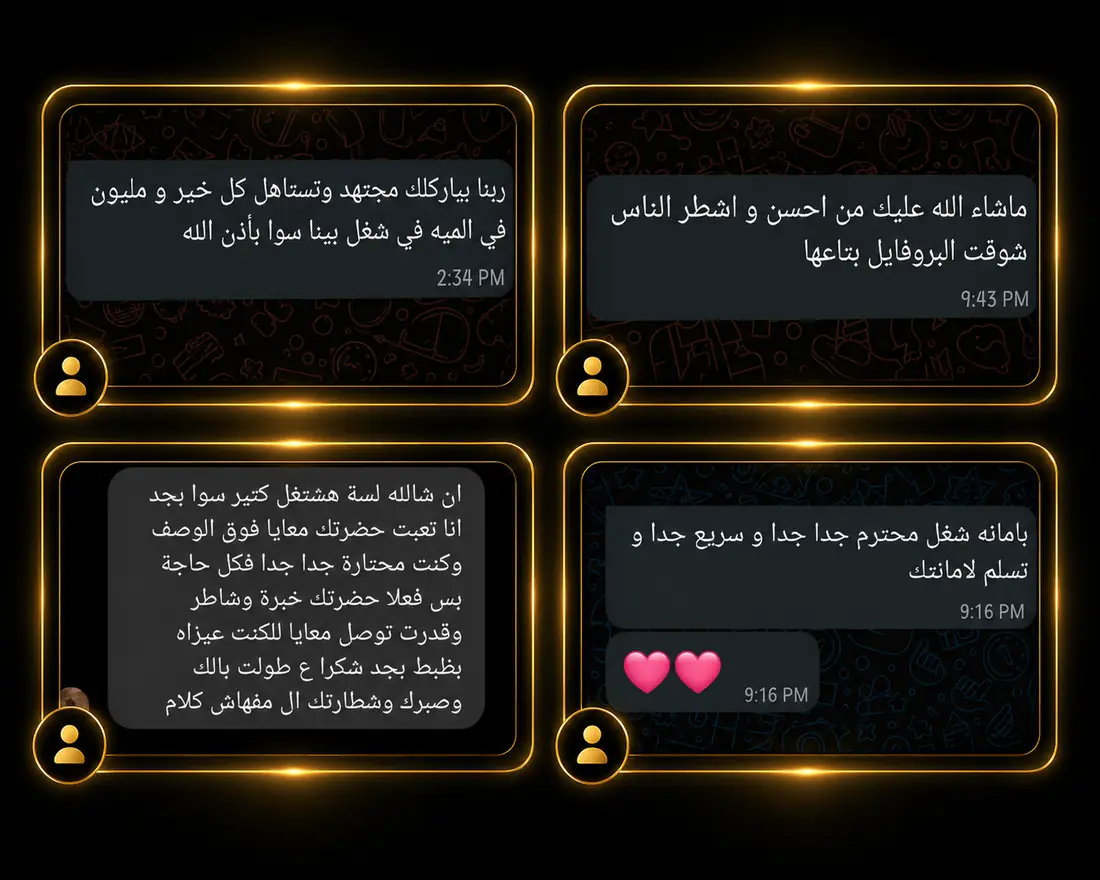 ربنا يباركلك مجتهد وتستاهل كل خير و مليون
في الميه في شغل بينا سوا بأذن الله
2:34 PM
ماشاء الله عليك من احسن و اشطر الناس
شوقت البروفايل بتاعها
9:43 PM
ان شالله لسة هشتغل كتير سوا بجد
انا تعبت حضرتك معايا فوق الوصف
وكنت محتارة جدا جدا فكل حاجة
بس فعلا حضرتك خبرة وشاطر
وقدرت توصل معايا للكنت عيزاه
بظبط بجد شكرا ع طولت بالك
وصبرك وشطارتك ال مفهاش كلام
بامانه شغل محترم جدا جدا و سريع جدا و
تسلم لامانتك
9:16 PM
💗💗
9:16 PM